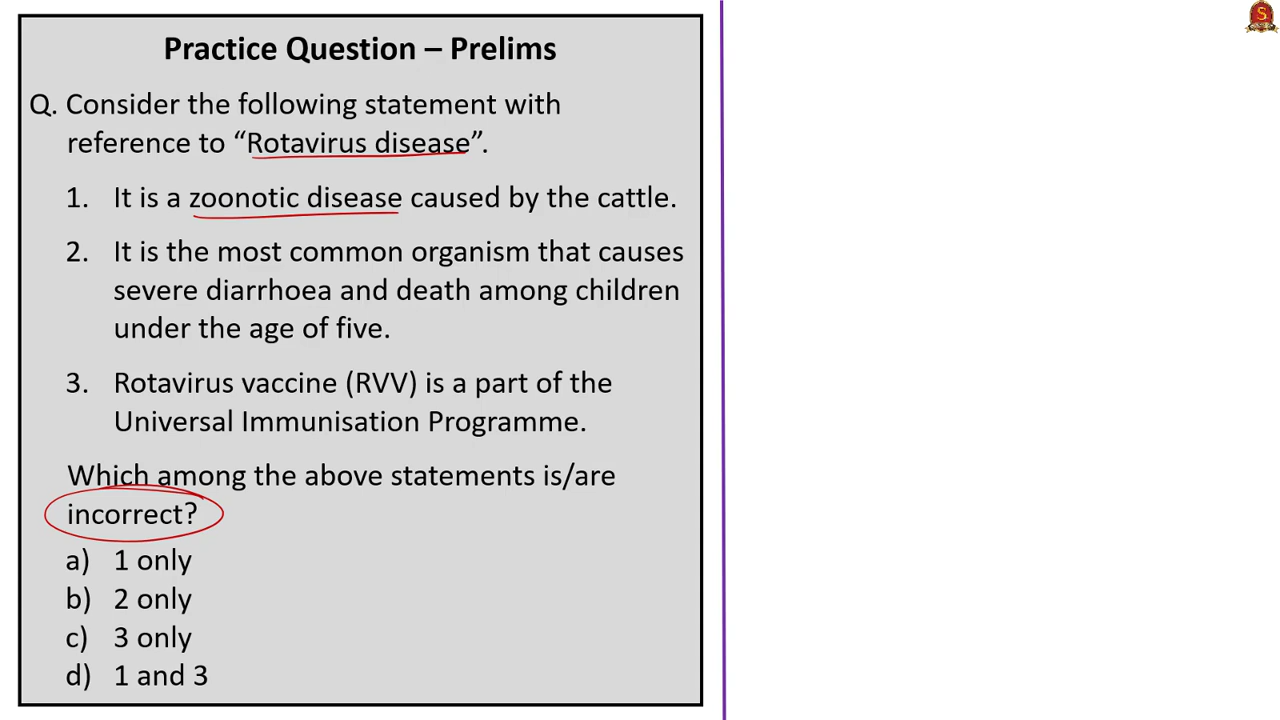 Practice Question – Prelims
Q. Consider the following statement with
reference to “Rotavirus disease”.
1. It is a zoonotic disease caused by the cattle.
2. It is the most common organism that causes
severe diarrhoea and death among children
under the age of five.
3. Rotavirus vaccine (RVV) is a part of the
Universal Immunisation Programme.
Which among the above statements is/are
incorrect?
a) 1 only
b) 2 only
c) 3 only
d) 1 and 3
S